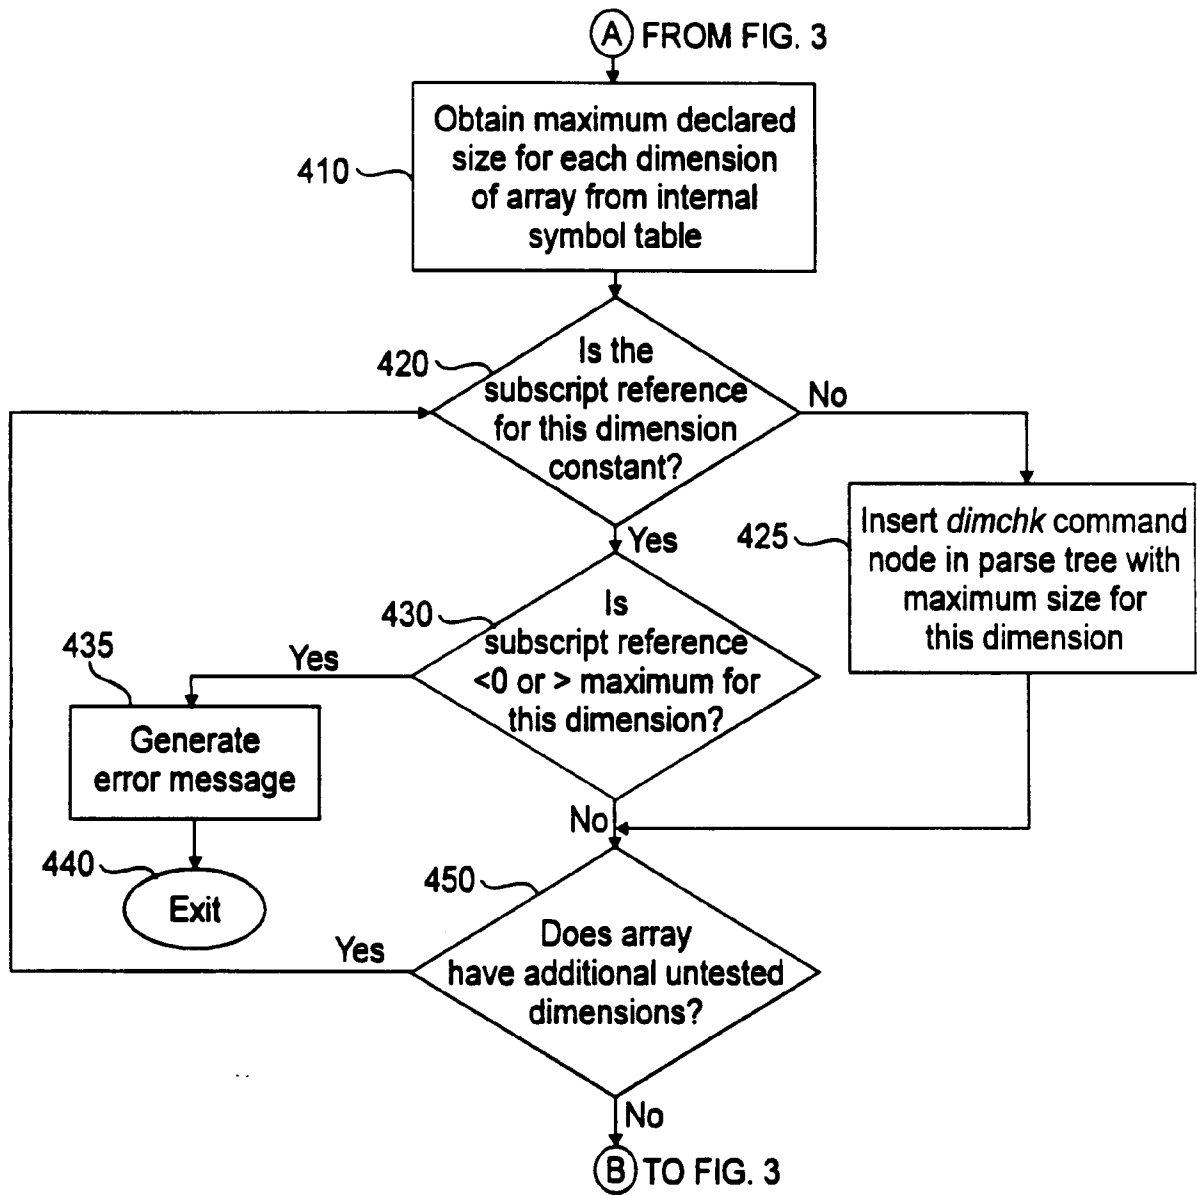 A FROM FIG. 3
Obtain maximum declared
size for each dimension
of array from internal
symbol table
410
Is the
subscript reference
for this dimension
constant?
420
No
Yes
Insert dimchk command
node in parse tree with
maximum size for
this dimension
425
Is
subscript reference
<0 or > maximum for
this dimension?
430
Yes
No
435
Generate
error message
440
Exit
450
Does array
have additional untested
dimensions?
Yes
No
B TO FIG. 3